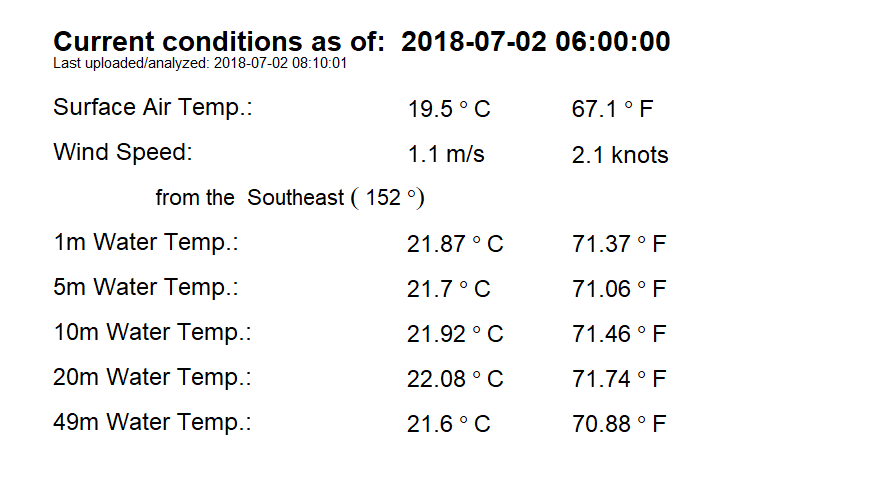 Current conditions as of: 2018-07-02 06:00:00
Last uploaded/analyzed: 2018-07-02 08:10:01
Surface Air Temp.: 19.5 ° C 67.1 ° F
Wind Speed: 1.1 m/s 2.1 knots
from the Southeast ( 152 °)
1m Water Temp.: 21.87 ° C 71.37 ° F
5m Water Temp.: 21.7 ° C 71.06 ° F
10m Water Temp.: 21.92 ° C 71.46 ° F
20m Water Temp.: 22.08 ° C 71.74 ° F
49m Water Temp.: 21.6 ° C 70.88 ° F